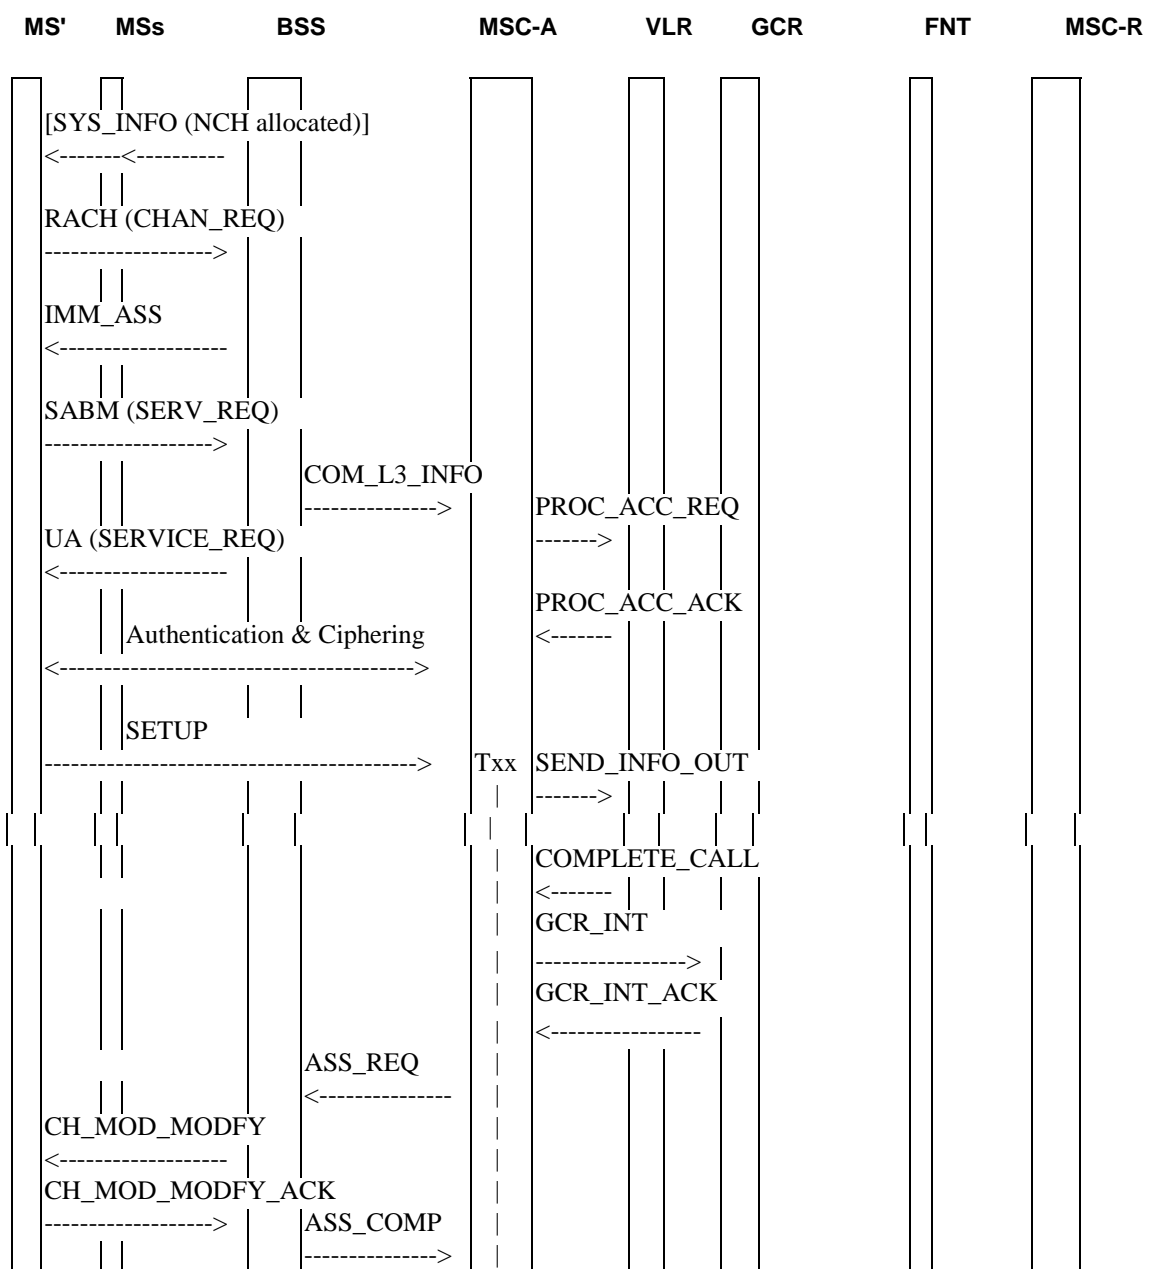 MS' MSs BSS MSC-A VLR GCR FNT MSC-R
[SYS_INFO (NCH allocated)]
<-------<----------
RACH (CHAN_REQ)
------------------->
IMM_ASS
<-------------------
SABM (SERV_REQ)
------------------->
COM_L3_INFO
---------------> PROC_ACC_REQ
UA (SERVICE_REQ) ------->
<-------------------
PROC_ACC_ACK
Authentication & Ciphering <-------
<---------------------------------------->
SETUP
------------------------------------------> Txx SEND_INFO_OUT
| ------->
|
| COMPLETE_CALL
| <-------
| GCR_INT
| ----------------->
| GCR_INT_ACK
| <-----------------
ASS_REQ |
<--------------- |
CH_MOD_MODFY |
<------------------- |
CH_MOD_MODFY_ACK |
-------------------> ASS_COMP |
---------------> |